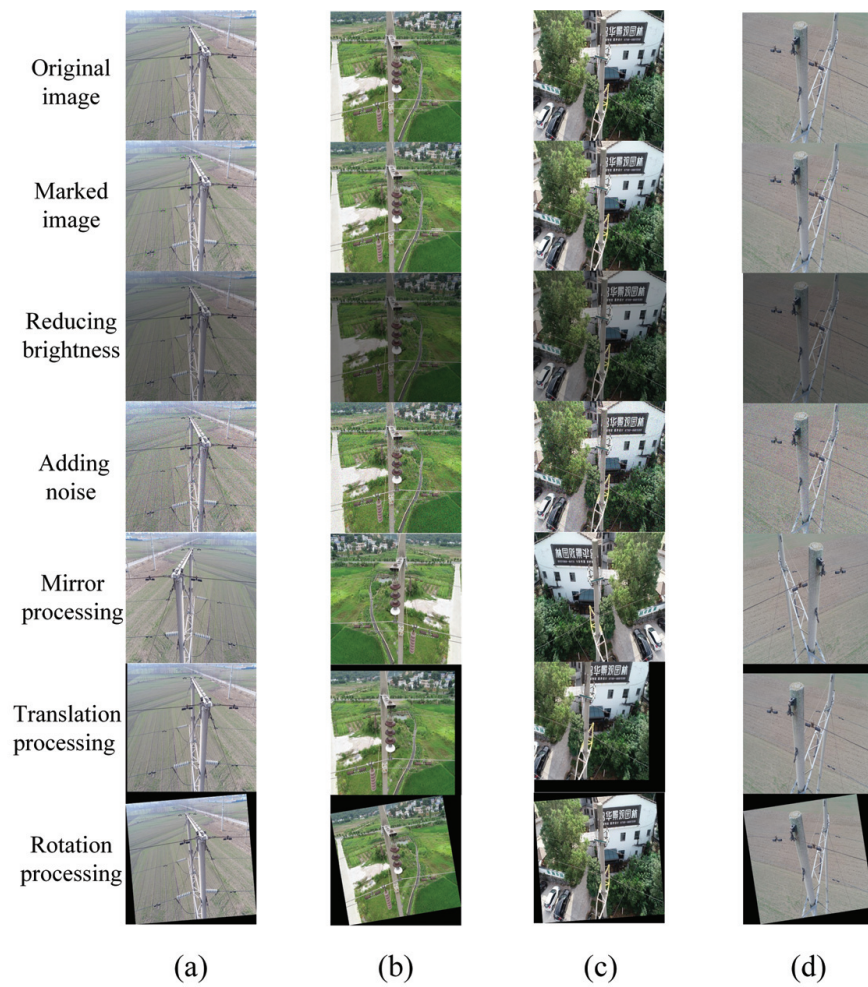 Original
image
Marked
image
Reducing
brightness
Adding
noise
Mirror
processing
Translation
processing
Rotation
processing
(a) (b) (c) (d)